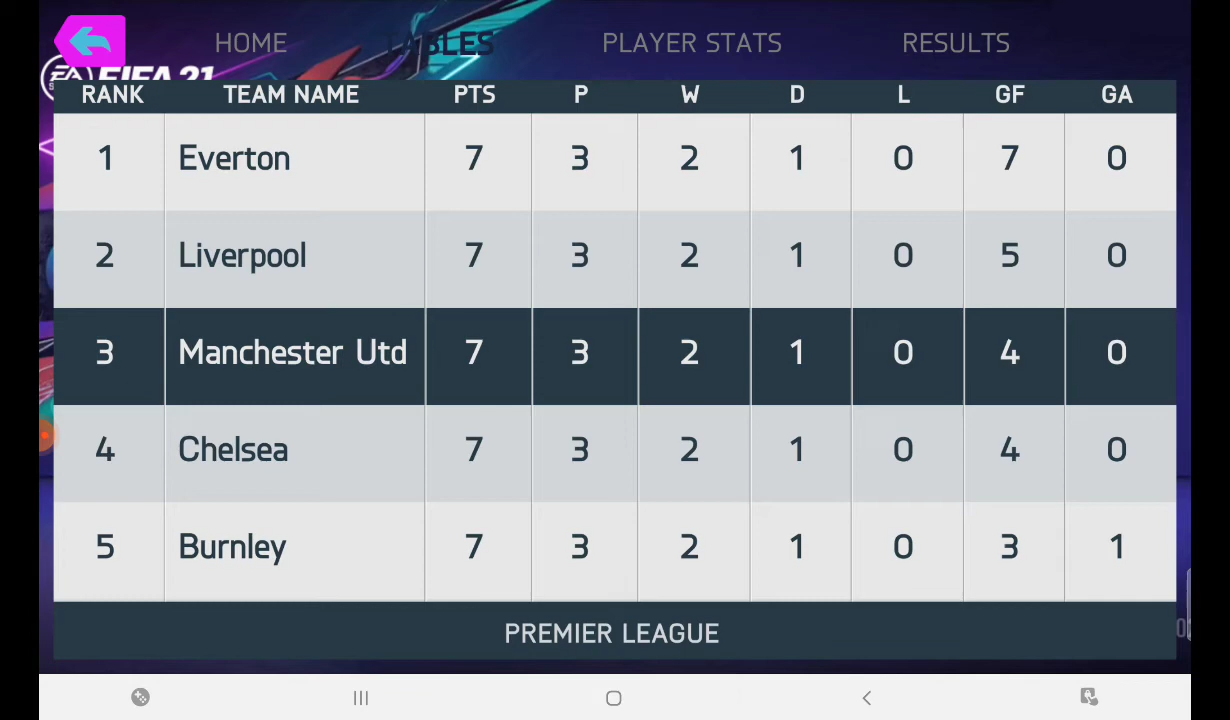 HOME TABLES PLAYER STATS RESULTS
EA FIFA 21
RANK TEAM NAME PTS P W D L GF GA
1 Everton 7 3 2 1 0 7 0
2 Liverpool 7 3 2 1 0 5 0
3 Manchester Utd 7 3 2 1 0 4 0
4 Chelsea 7 3 2 1 0 4 0
5 Burnley 7 3 2 1 0 3 1
PREMIER LEAGUE